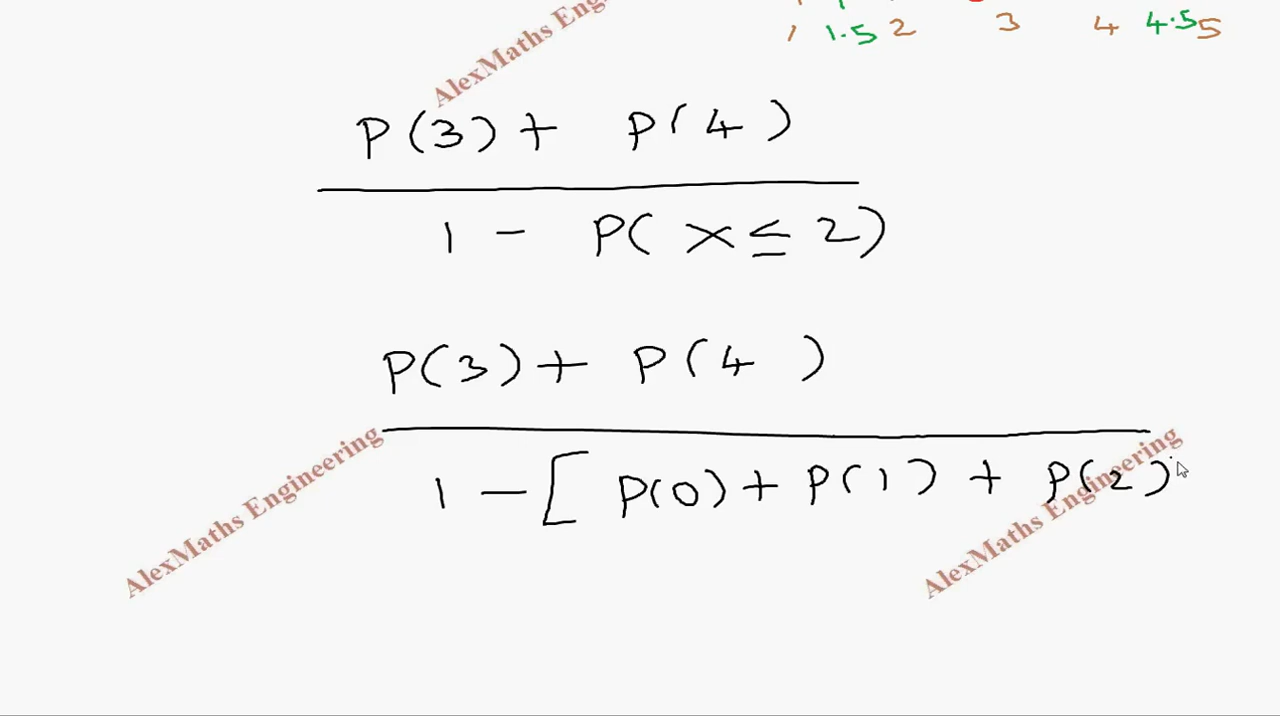 AlexMaths Eng
1 1.5 2 3 4 4.5 5
P(3) + P(4)
1 - P(x ≤ 2)
P(3) + P(4)
1 - [P(0) + P(1) + P(2)
AlexMaths Engineering
AlexMaths Engineering